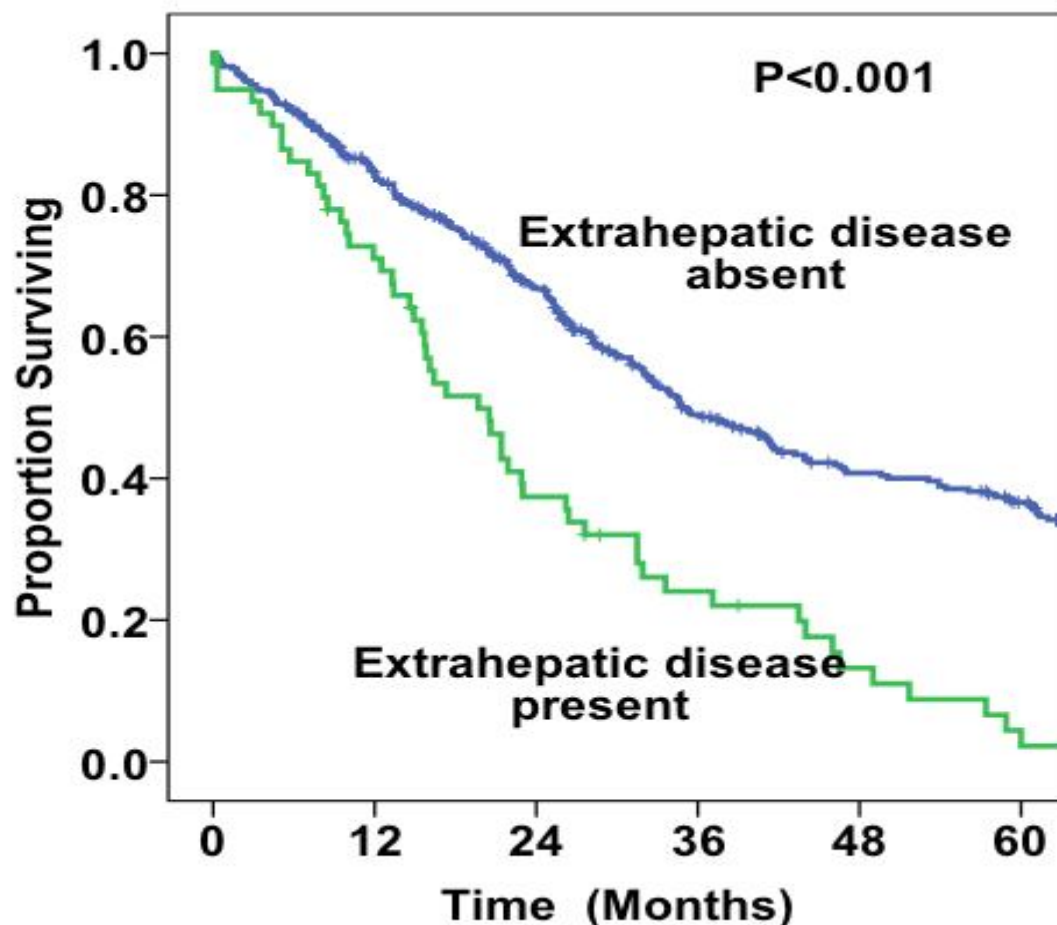 P<0.001
Extrahepatic disease
absent
Extrahepatic disease
present
Proportion Surviving
1.0
0.8
0.6
0.4
0.2
0.0
0 12 24 36 48 60
Time (Months)